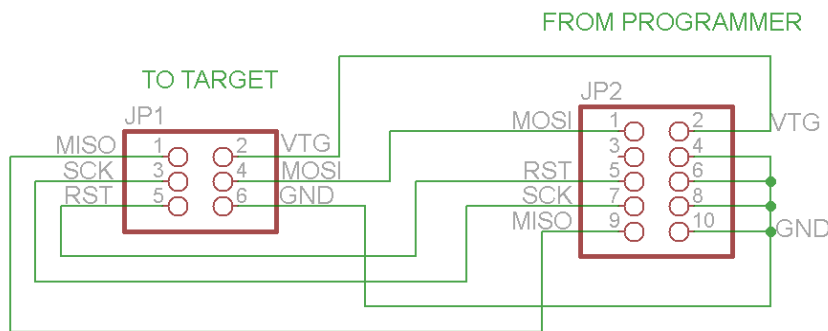 FROM PROGRAMMER
TO TARGET
JP1
MISO 1 2 VTG
SCK 3 4 MOSI
RST 5 6 GND
JP2
MOSI 1 2 VTG
3 4
RST 5 6
SCK 7 8
MISO 9 10 GND